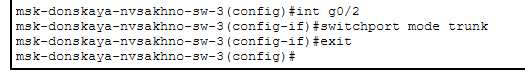 msk-donskaya-nvsakhno-sw-3(config)#int g0/2
msk-donskaya-nvsakhno-sw-3(config-if)#switchport mode trunk
msk-donskaya-nvsakhno-sw-3(config-if)#exit
msk-donskaya-nvsakhno-sw-3(config)#